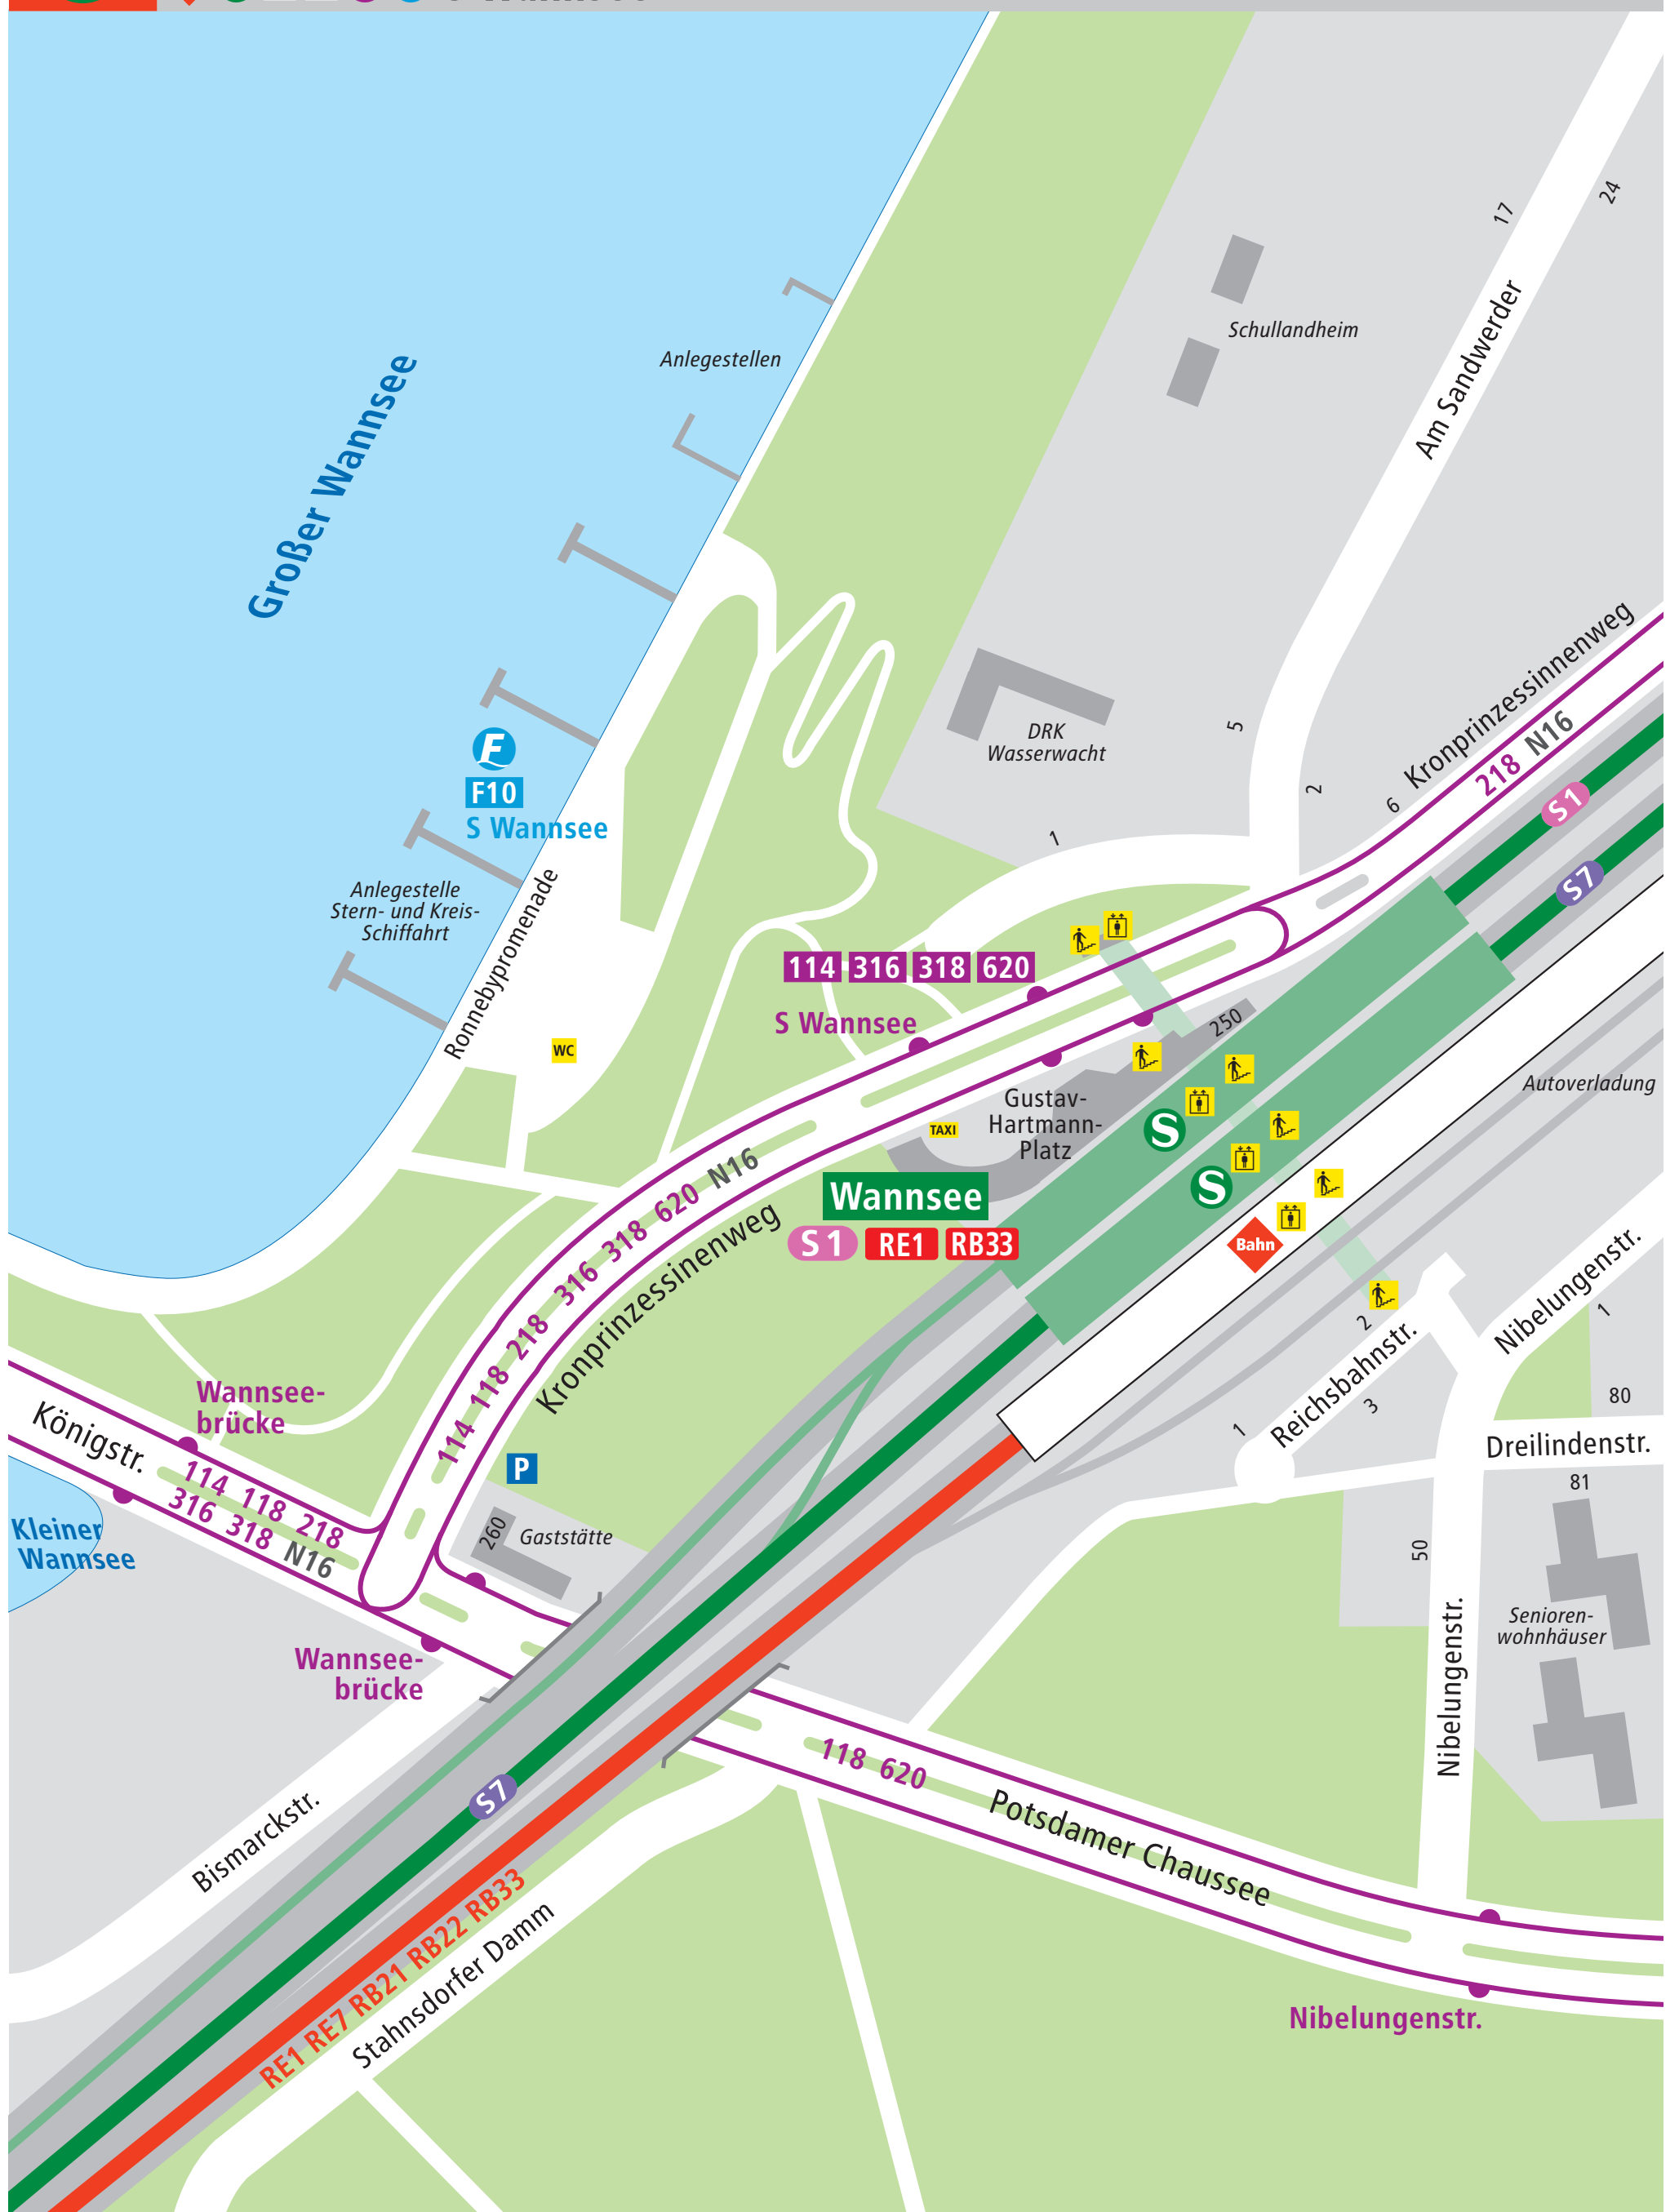 17
24
Am Sandwerder
Schullandheim
Anlegestellen
Großer Wannsee
DRK
Wasserwacht
5
2
1
6
Kronprinzessinnenweg
218 N16
S1
S7
F
F10
S Wannsee
Anlegestelle
Stern- und Kreis-
Schiffahrt
Ronnebypromenade
WC
114 316 318 620
S Wannsee
250
Gustav-
Hartmann-
Platz
TAXI
Autoverladung
S
S
Bahn
Wannsee
S1 RE1 RB33
114 118 218 316 318 620 N16
Kronprinzessinenweg
Nibelungenstr.
1
2
Reichsbahnstr.
3
1
80
Dreilindenstr.
81
50
Wannsee-
brücke
Königstr.
114 118 218
316 318 N16
Kleiner
Wannsee
P
260
Gaststätte
Senioren-
wohnhäuser
Nibelungenstr.
Wannsee-
brücke
118 620
Potsdamer Chaussee
S7
Bismarckstr.
RE1 RE7 RB21 RB22 RB33
Stahnsdorfer Damm
Nibelungenstr.